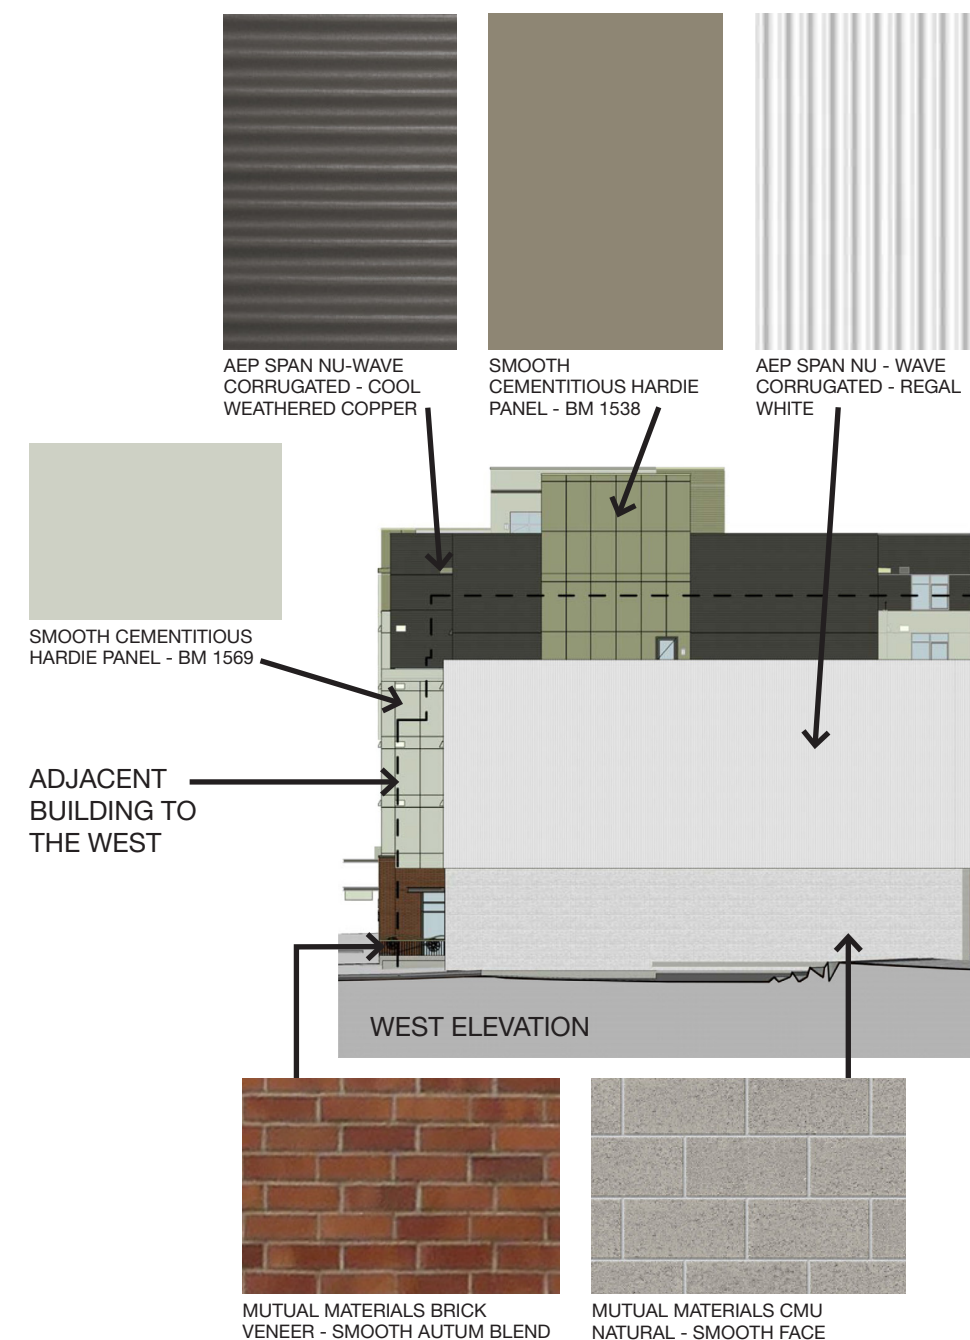 AEP SPAN NU-WAVE
CORRUGATED - COOL
WEATHERED COPPER
SMOOTH
CEMENTITIOUS HARDIE
PANEL - BM 1538
AEP SPAN NU - WAVE
CORRUGATED - REGAL
WHITE
SMOOTH CEMENTITIOUS
HARDIE PANEL - BM 1569
ADJACENT
BUILDING TO
THE WEST
WEST ELEVATION
MUTUAL MATERIALS BRICK
VENEER - SMOOTH AUTUM BLEND
MUTUAL MATERIALS CMU
NATURAL - SMOOTH FACE